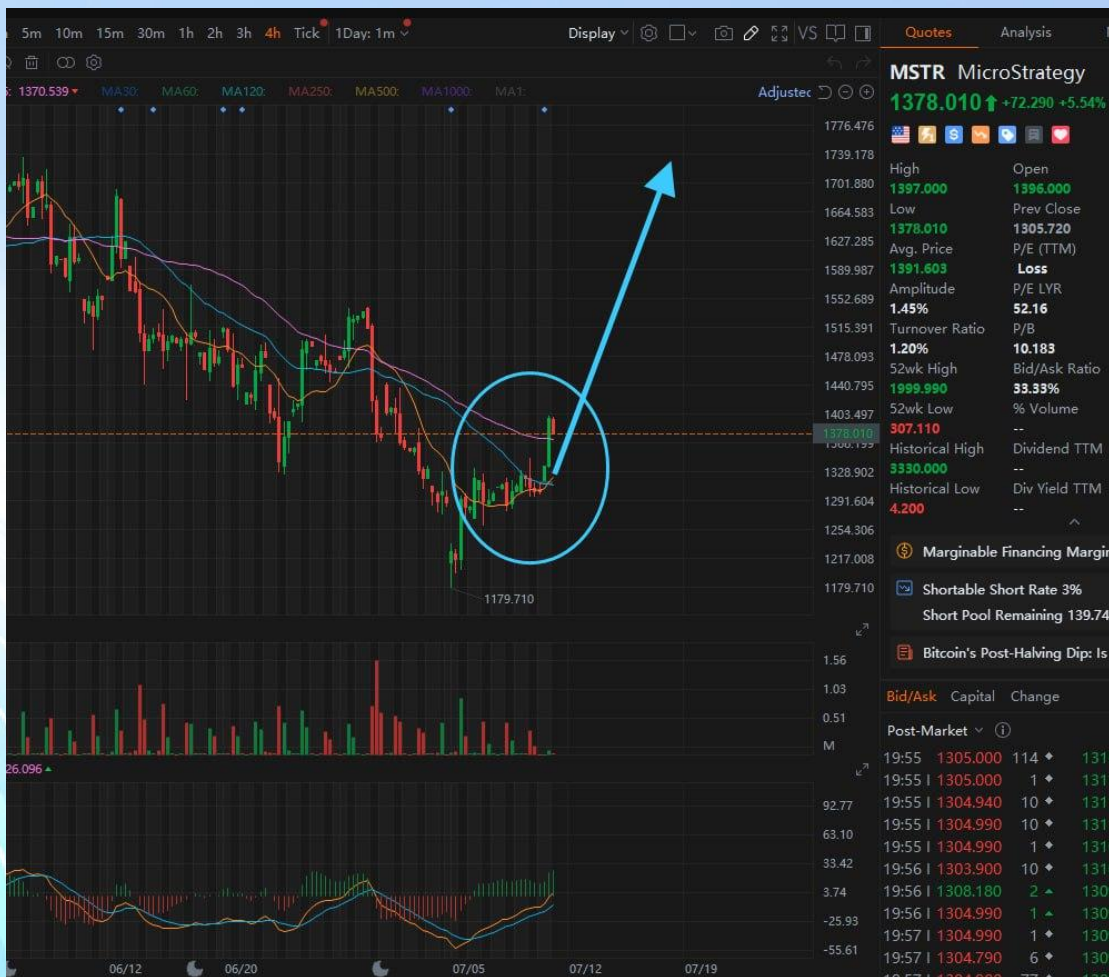 5m 10m 15m 30m 1h 2h 3h 4h Tick 1Day: 1m Display VS
Quotes Analysis
1370.539 MA30: MA60: MA120: MA250: MA500: MA1000: MA1:
MSTR MicroStrategy
1378.010 +72.290 +5.54%
High Open
1397.000 1396.000
Low Prev Close
1378.010 1305.720
Avg. Price P/E (TTM)
1391.603 Loss
Amplitude P/E LYR
1.45% 52.16
Turnover Ratio P/B
1.20% 10.183
52wk High Bid/Ask Ratio
1999.990 33.33%
52wk Low % Volume
307.110 --
Historical High Dividend TTM
3330.000 --
Historical Low Div Yield TTM
4.200 --
Marginable Financing Margin
Shortable Short Rate 3%
Short Pool Remaining 139.74
Bitcoin's Post-Halving Dip: Is
Bid/Ask Capital Change
Post-Market
19:55 1305.000 114
19:55 1305.000 1
19:55 1304.940 10
19:55 1304.990 10
19:55 1304.990 1
19:56 1303.900 10
19:56 1308.180 2
19:56 1304.990 1
19:57 1304.990 1
19:57 1304.790 6
1776.476
1739.178
1701.880
1664.583
1627.285
1589.987
1552.689
1515.391
1478.093
1440.795
1403.497
1378.010
1328.902
1291.604
1254.306
1217.008
1179.710
1179.710
1.56
1.03
0.51
M
26.096
92.77
63.10
33.42
3.74
-25.93
-55.61
06/12 06/20 07/05 07/12 07/19